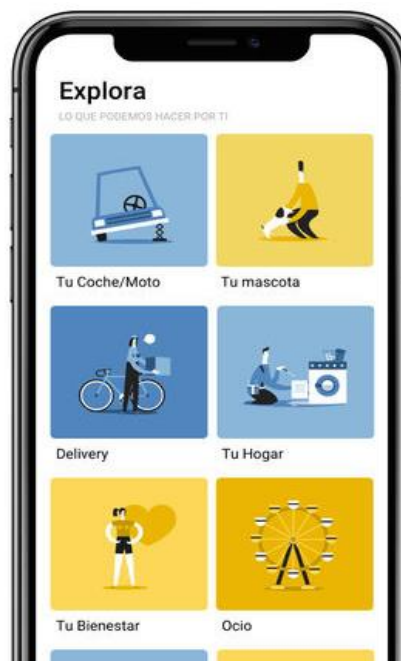 Explora
LO QUE PODEMOS HACER POR TI
Tu Coche/Moto
Tu mascota
Delivery
Tu Hogar
Tu Bienestar
Ocio